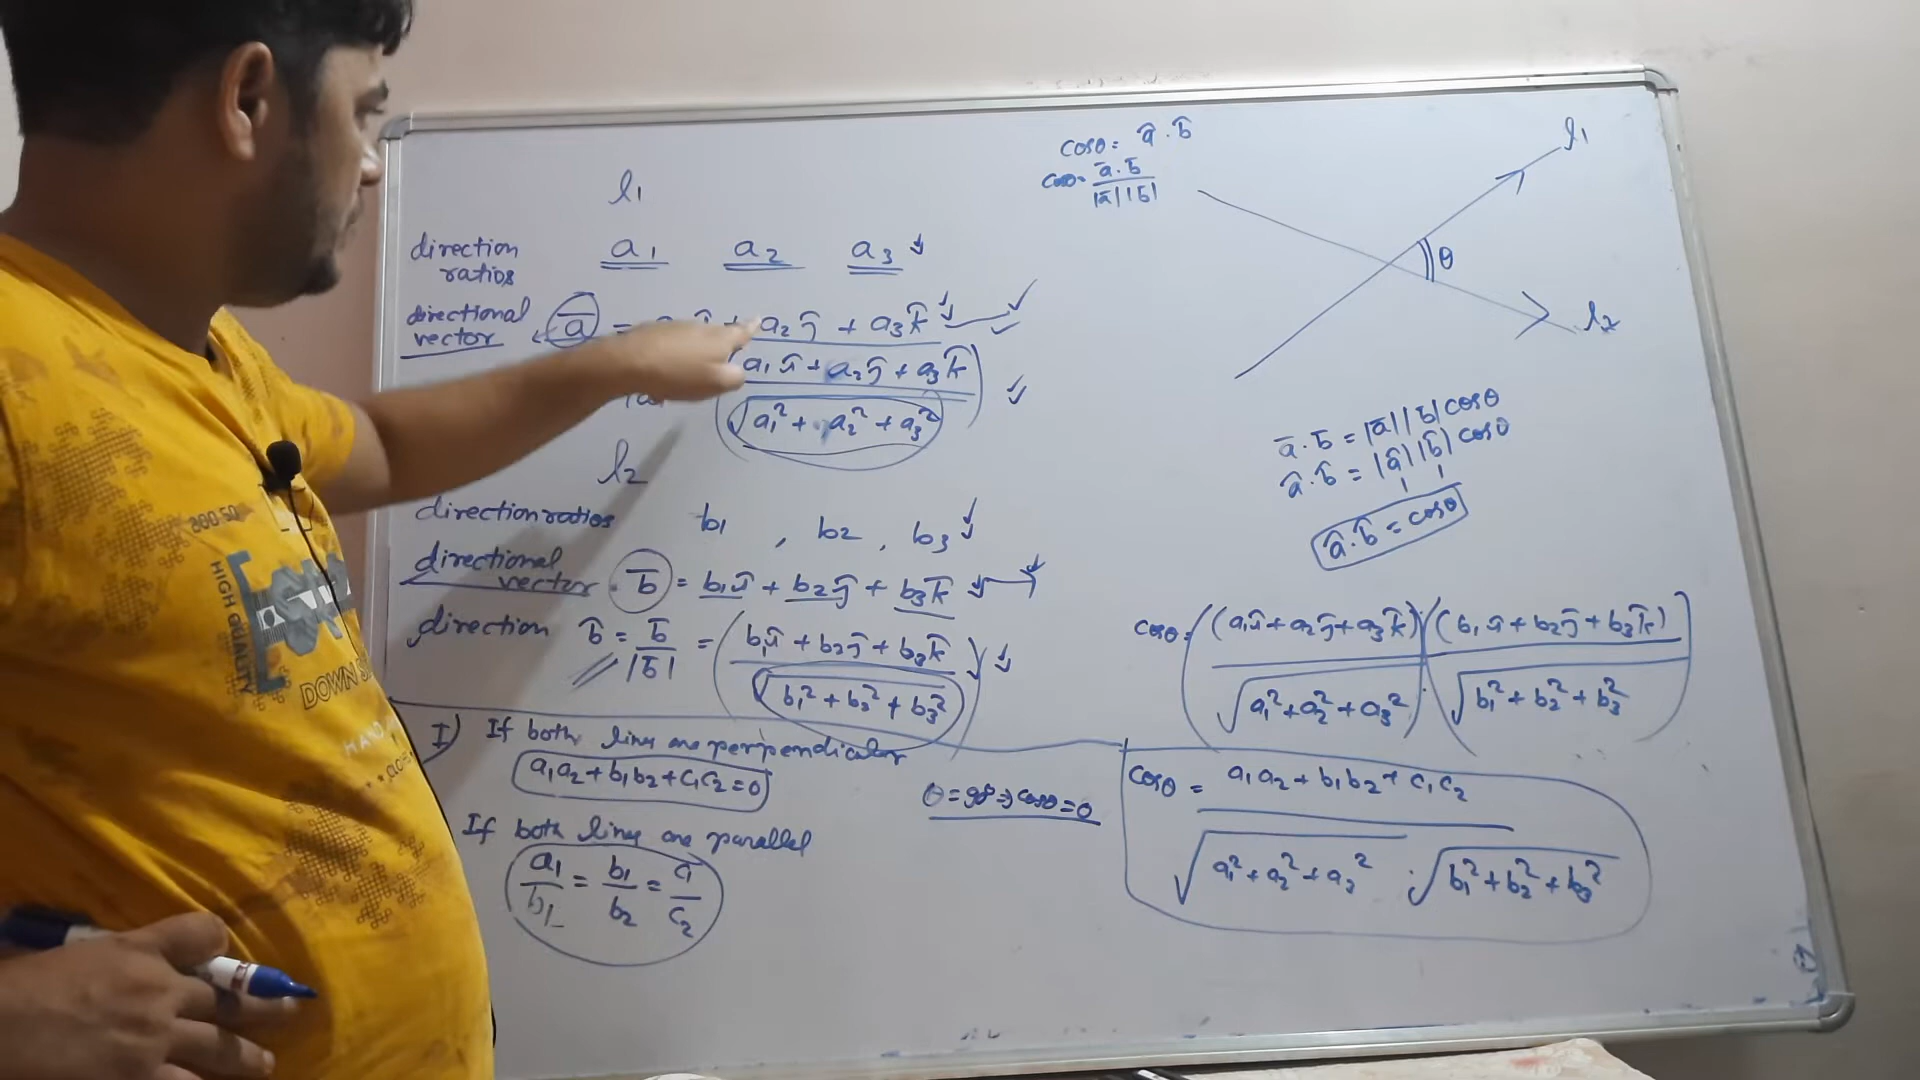 l1
direction a1 a2 a3
ratios
directional
vector ā = a2ĵ + a3k̂
a1î + a2ĵ + a3k̂
√a1² + a2² + a3²
l2
direction ratios b1 , b2 , b3
directional
vector b̄ = b1î + b2ĵ + b3k̂
direction b̂ = b̄/|b̄| = (b1î + b2ĵ + b3k̂ / √b1² + b2² + b3²)
I) If both lines are perpendicular
a1a2 + b1b2 + c1c2 = 0
θ = 90° ⇒ cosθ = 0
If both lines are parallel
a1/b1 = b1/b2 = c1/c2
cosθ = â . b̂
cosθ = ā . b̄ / |ā| |b̄|
l1
θ
l2
ā . b̄ = |ā| |b̄| cosθ
â . b̂ = |â| |b̂| cosθ
1 1
â . b̂ = cosθ
cosθ = ((a1î + a2ĵ + a3k̂) / √a1² + a2² + a3²) . ((b1î + b2ĵ + b3k̂) / √b1² + b2² + b3²)
cosθ = a1a2 + b1b2 + c1c2
√a1² + a2² + a3² . √b1² + b2² + b3²
HIGH QUALITY